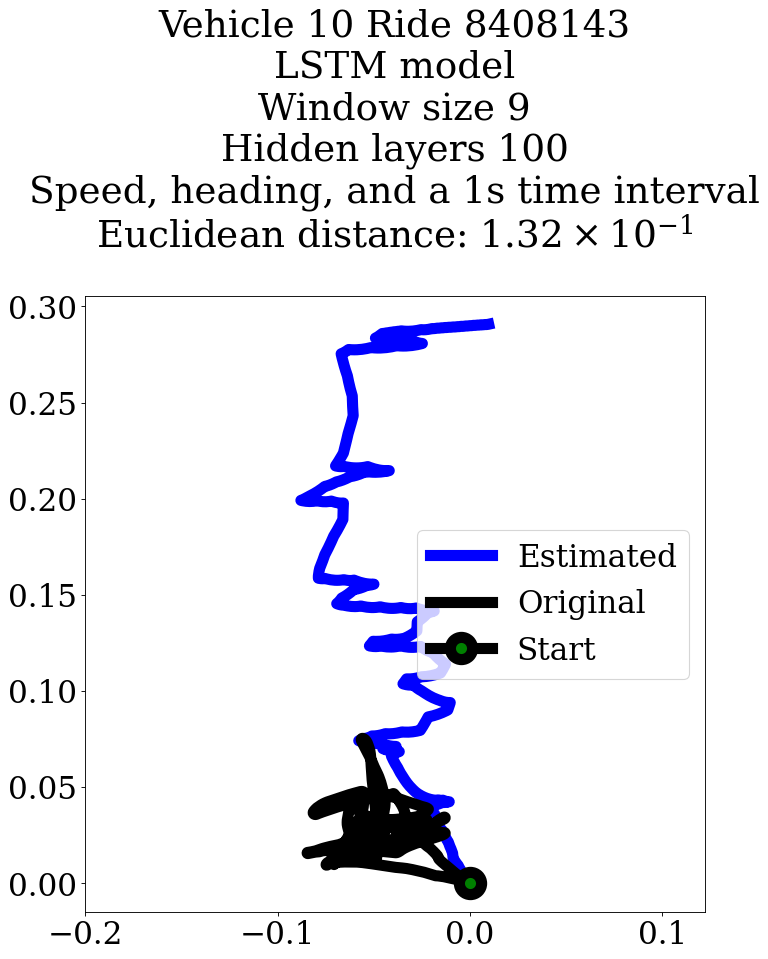 Vehicle 10 Ride 8408143
LSTM model
Window size 9
Hidden layers 100
Speed, heading, and a 1s time interval
Euclidean distance: 1.32 × 10⁻¹
0.30
0.25
0.20
0.15
0.10
0.05
0.00
Estimated
Original
Start
−0.2
−0.1
0.0
0.1